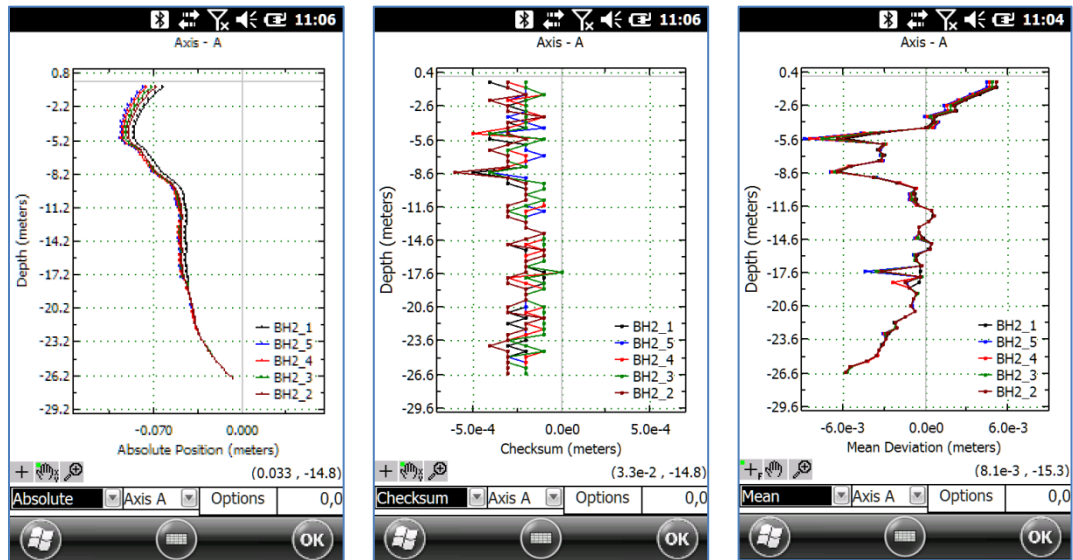 11:06
Axis - A
0.8
-2.2
-5.2
-8.2
-11.2
-14.2
-17.2
-20.2
-23.2
-26.2
-29.2
Depth (meters)
BH2_1
BH2_5
BH2_4
BH2_3
BH2_2
-0.070 0.000
Absolute Position (meters)
(0.033 , -14.8)
Absolute Axis A Options 0,0
OK
11:06
Axis - A
0.4
-2.6
-5.6
-8.6
-11.6
-14.6
-17.6
-20.6
-23.6
-26.6
-29.6
Depth (meters)
BH2_1
BH2_5
BH2_4
BH2_3
BH2_2
-5.0e-4 0.0e0 5.0e-4
Checksum (meters)
(3.3e-2 , -14.8)
Checksum Axis A Options 0,0
OK
11:04
Axis - A
0.4
-2.6
-5.6
-8.6
-11.6
-14.6
-17.6
-20.6
-23.6
-26.6
-29.6
Depth (meters)
BH2_1
BH2_5
BH2_4
BH2_3
BH2_2
-6.0e-3 0.0e0 6.0e-3
Mean Deviation (meters)
(8.1e-3 , -15.3)
Mean Axis A Options 0,0
OK